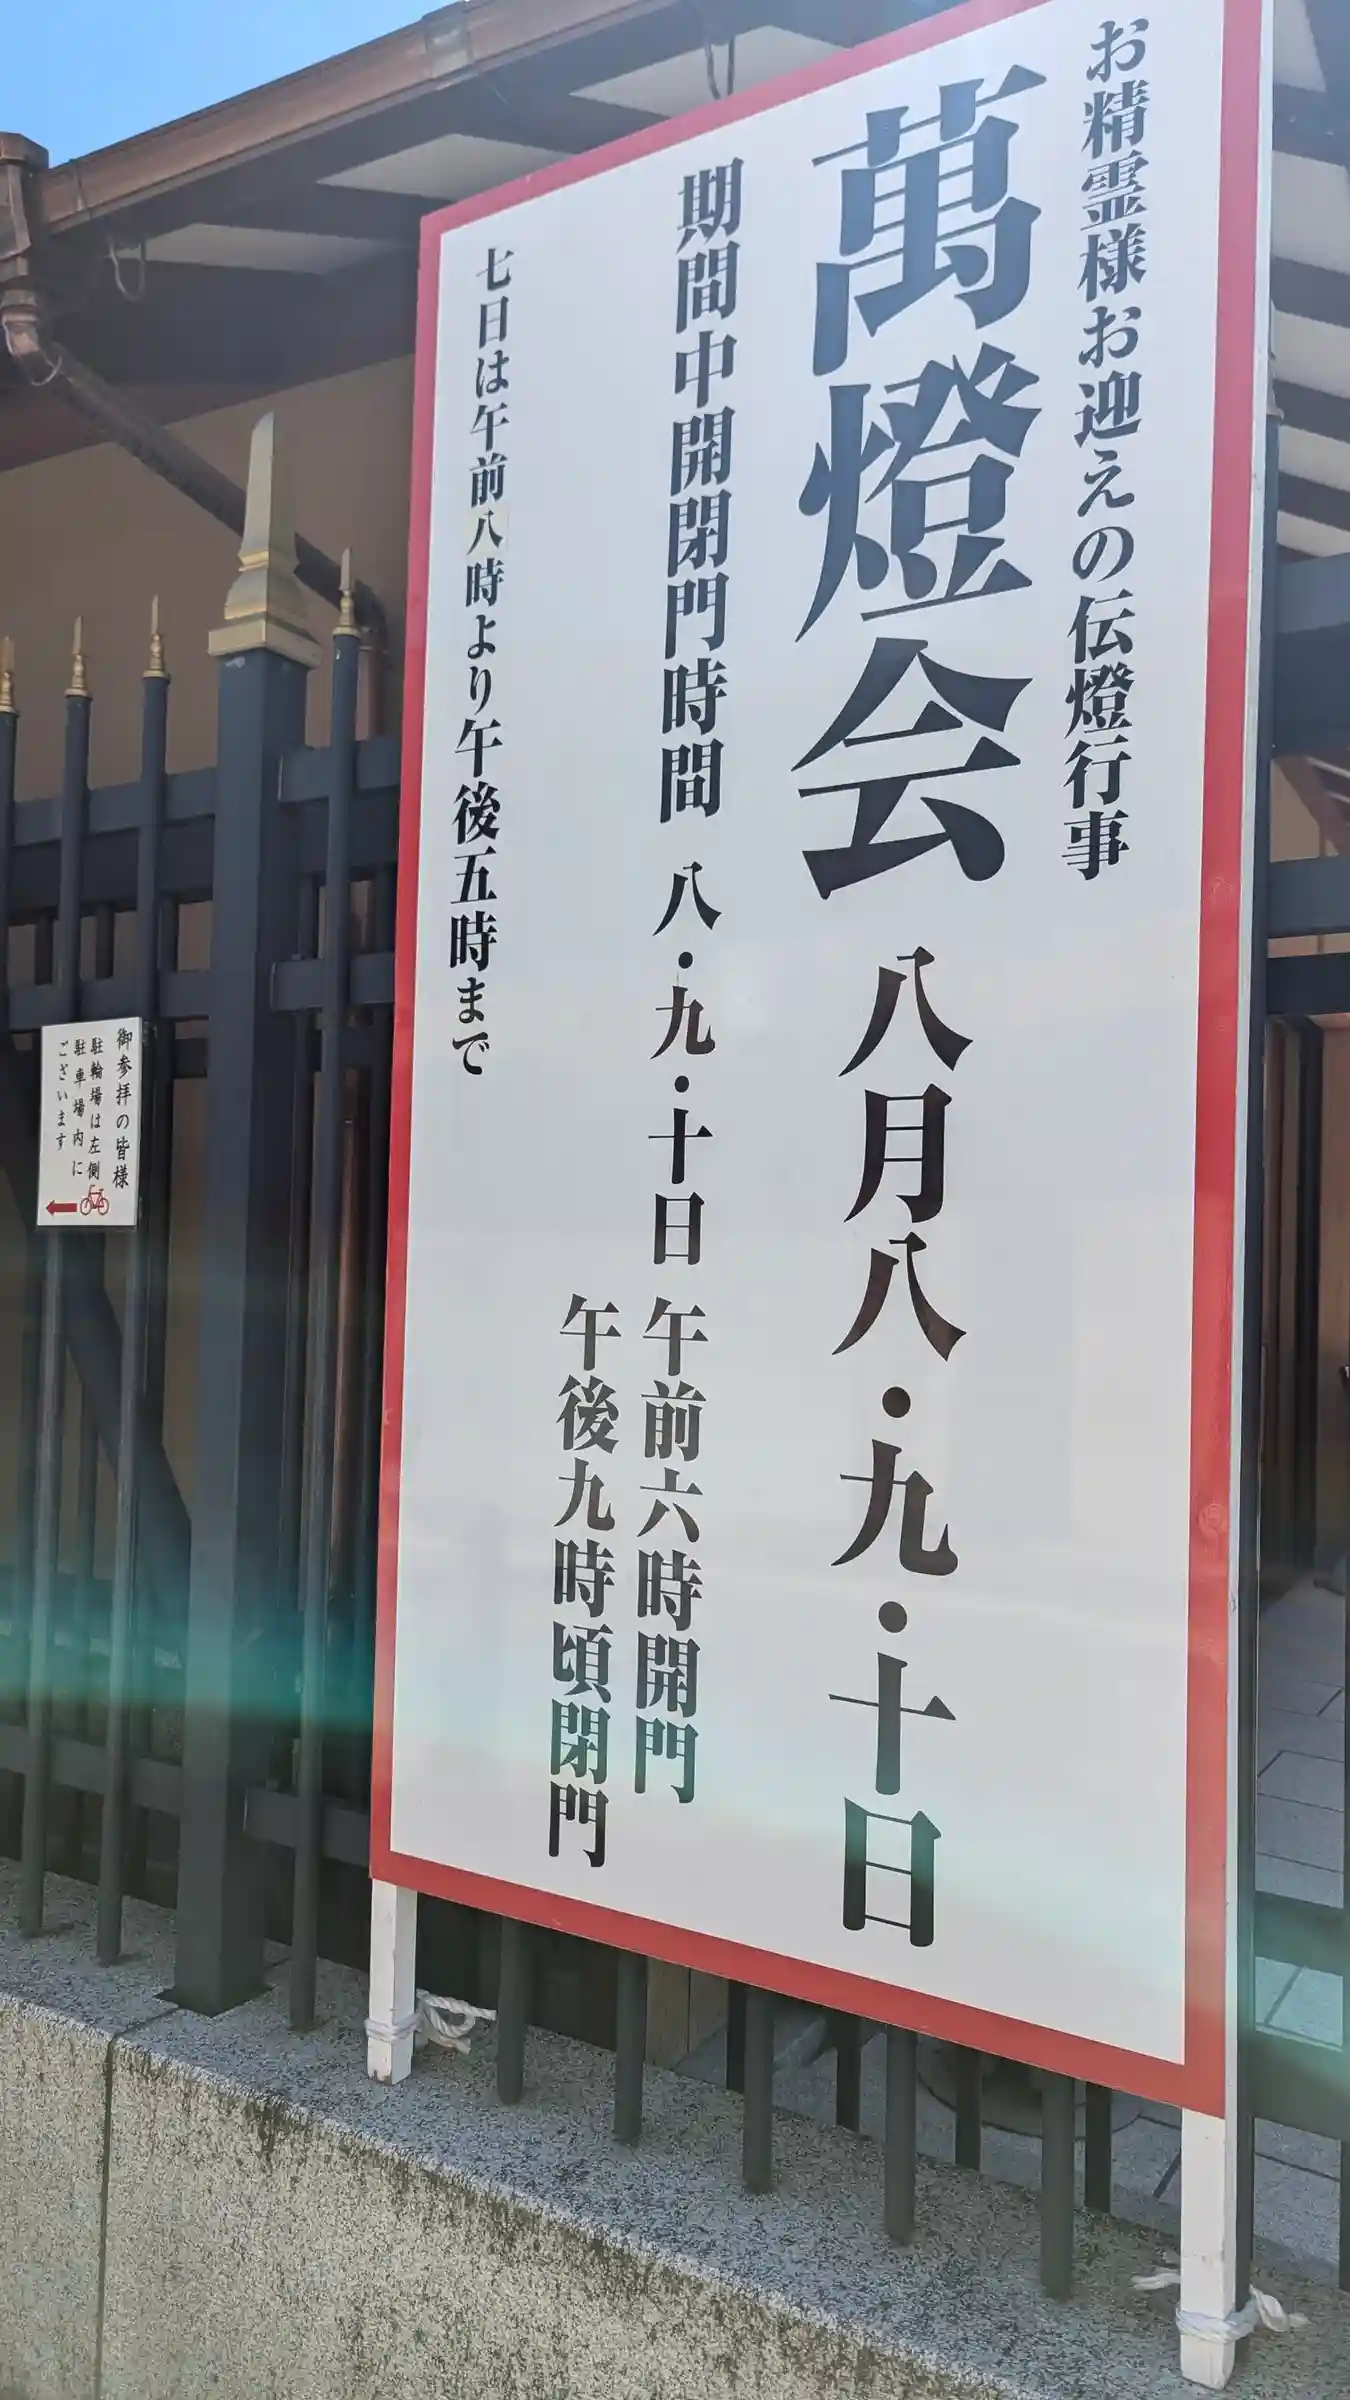 お精霊様お迎えの伝燈行事
萬燈会 八月八・九・十日
期間中開閉門時間 八・九・十日 午前六時開門
午後九時頃閉門
七日は午前八時より午後五時まで
御参拝の皆様
駐輪場は左側
駐車場内に
ございます